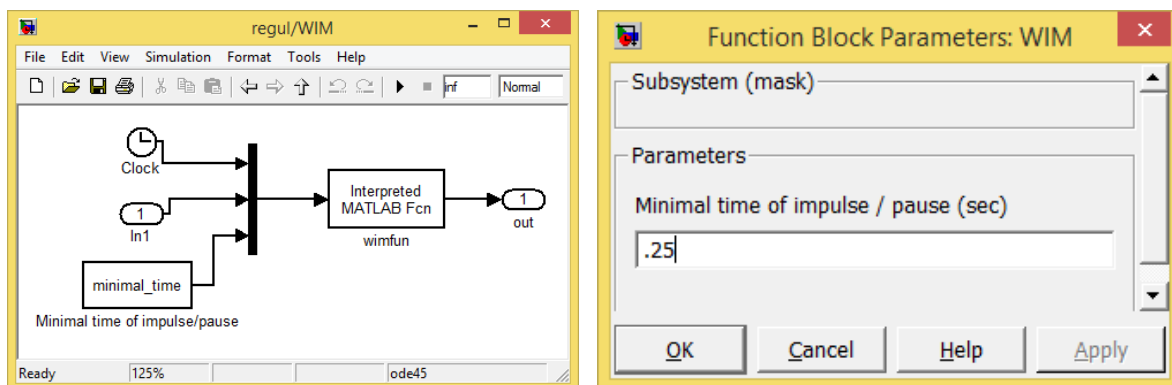 regul/WIM
File Edit View Simulation Format Tools Help
inf Normal
Clock
1
In1
minimal_time
Minimal time of impulse/pause
Interpreted
MATLAB Fcn
wimfun
1
out
Ready 125% ode45
Function Block Parameters: WIM
Subsystem (mask)
Parameters
Minimal time of impulse / pause (sec)
.25
OK Cancel Help Apply